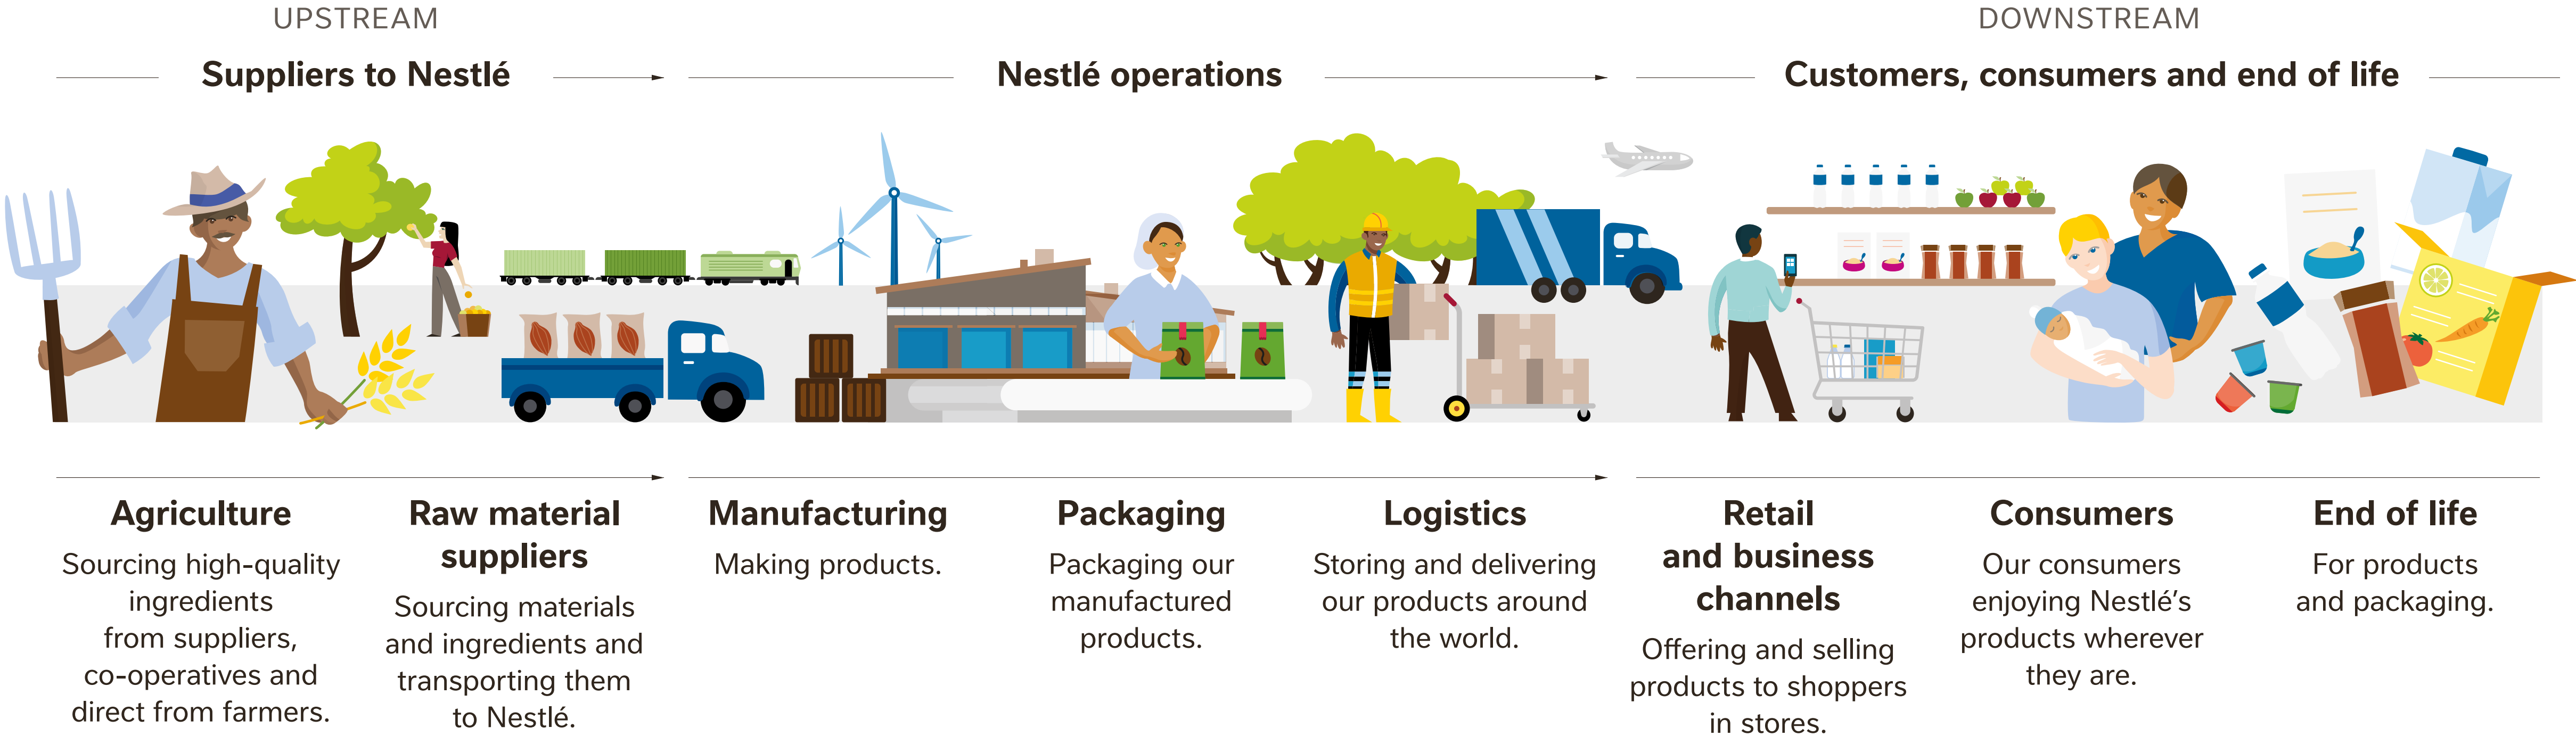 UPSTREAM
DOWNSTREAM
Suppliers to Nestlé
Nestlé operations
Customers, consumers and end of life
Agriculture
Sourcing high-quality
ingredients
from suppliers,
co-operatives and
direct from farmers.
Raw material
suppliers
Sourcing materials
and ingredients and
transporting them
to Nestlé.
Manufacturing
Making products.
Packaging
Packaging our
manufactured
products.
Logistics
Storing and delivering
our products around
the world.
Retail
and business
channels
Offering and selling
products to shoppers
in stores.
Consumers
Our consumers
enjoying Nestlé’s
products wherever
they are.
End of life
For products
and packaging.